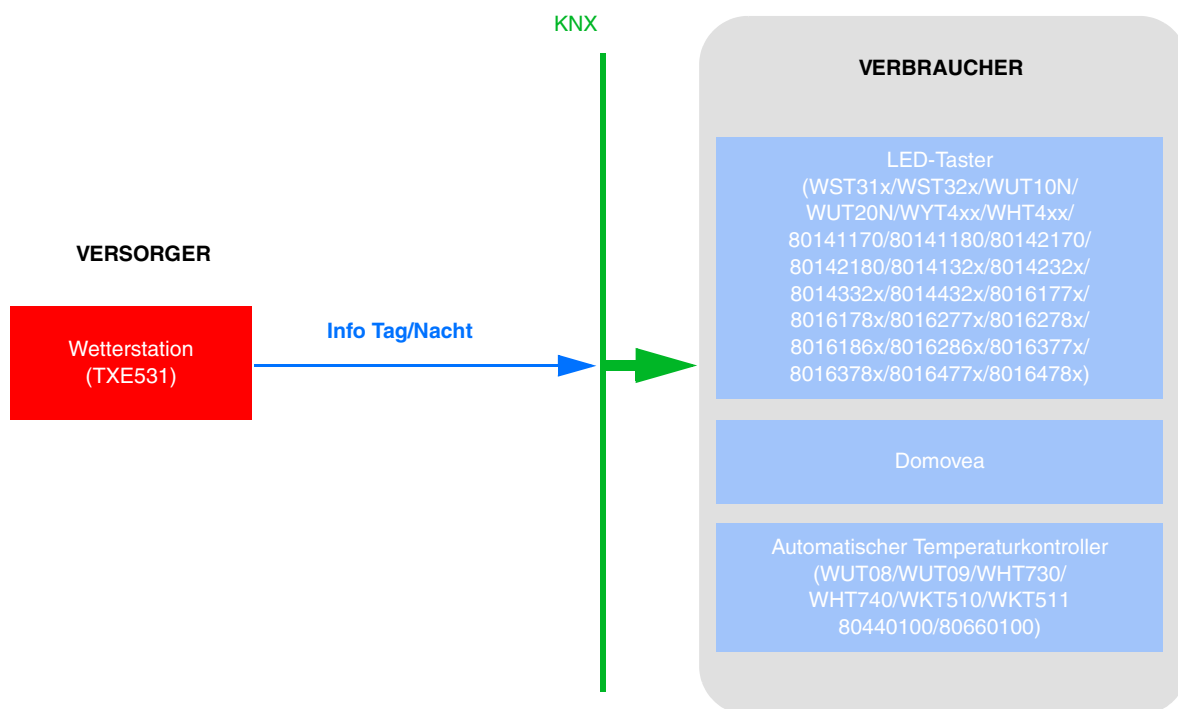 KNX
VERSORGER
Wetterstation
(TXE531)
Info Tag/Nacht
VERBRAUCHER
LED-Taster
(WST31x/WST32x/WUT10N/
WUT20N/WYT4xx/WHT4xx/
80141170/80141180/80142170/
80142180/8014132x/8014232x/
8014332x/8014432x/8016177x/
8016178x/8016277x/8016278x/
8016186x/8016286x/8016377x/
8016378x/8016477x/8016478x)
Domovea
Automatischer Temperaturkontroller
(WUT08/WUT09/WHT730/
WHT740/WKT510/WKT511
80440100/80660100)